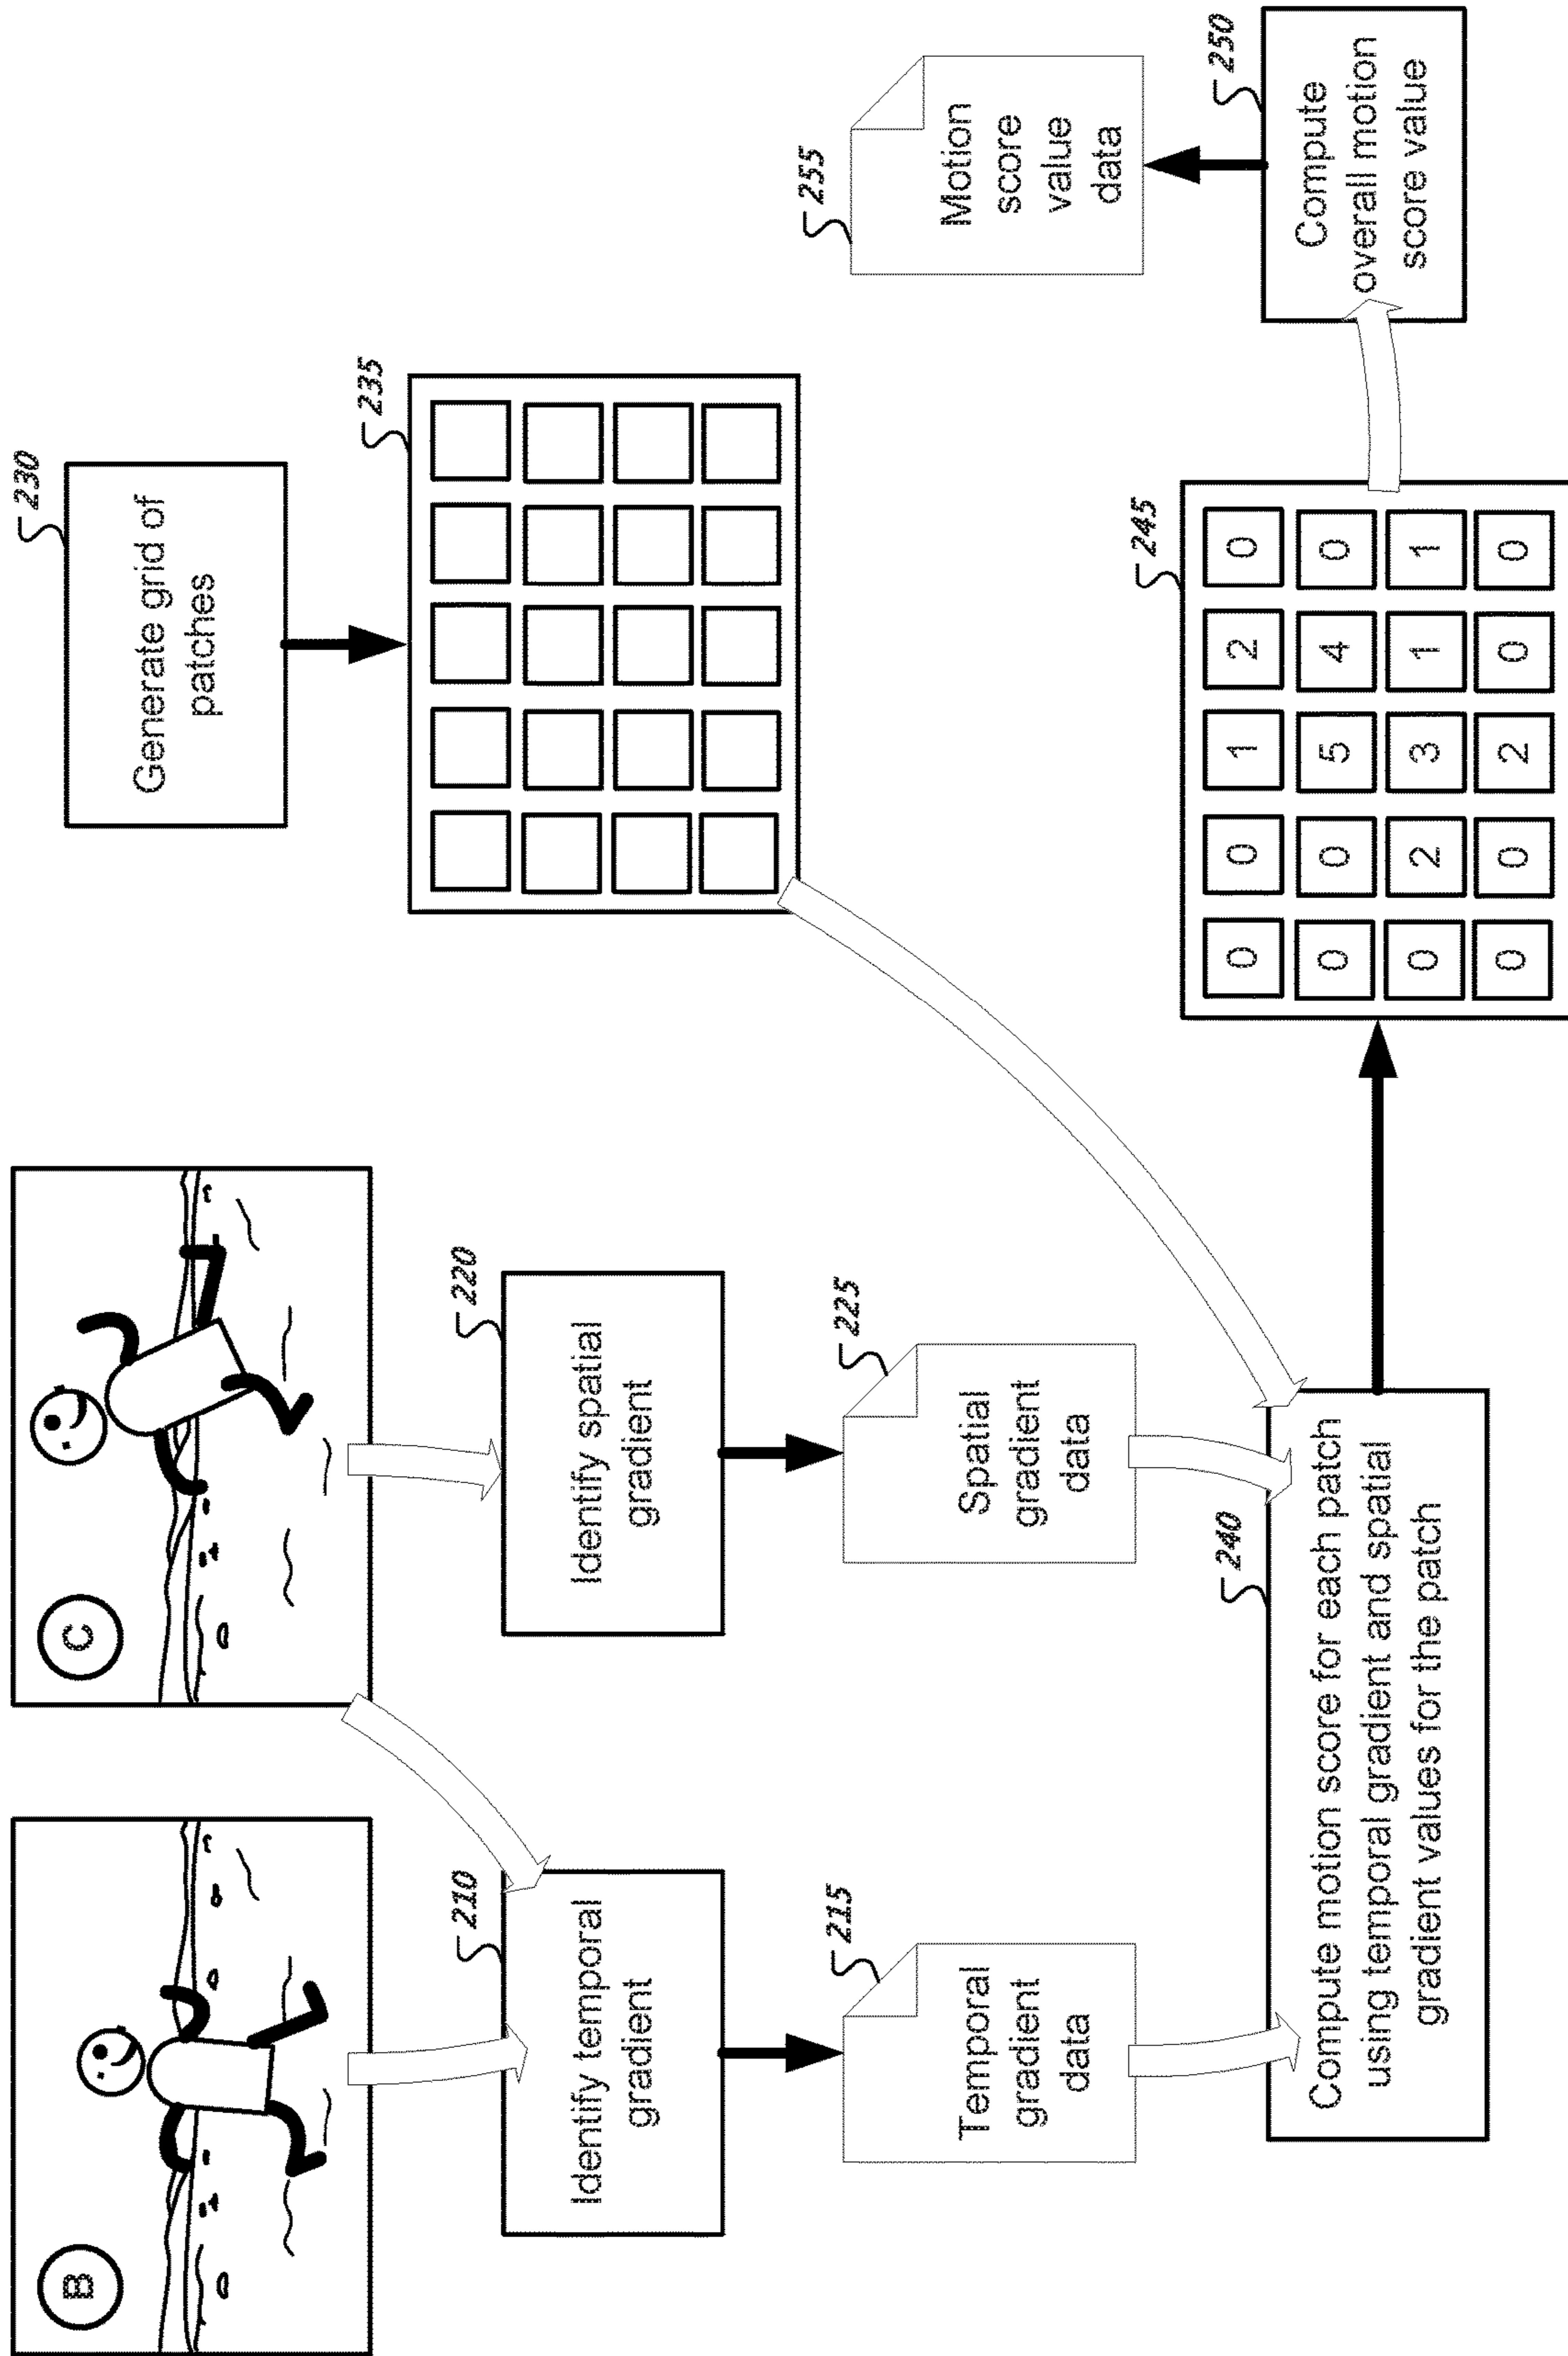 B
C
210
Identify temporal
gradient
215
Temporal
gradient
data
220
Identify spatial
gradient
225
Spatial
gradient
data
230
Generate grid of
patches
235
240
Compute motion score for each patch
using temporal gradient and spatial
gradient values for the patch
245
0 0 1 2 0
0 0 5 4 0
0 2 3 1 1
0 0 2 0 0
250
Compute
overall motion
score value
255
Motion
score
value
data